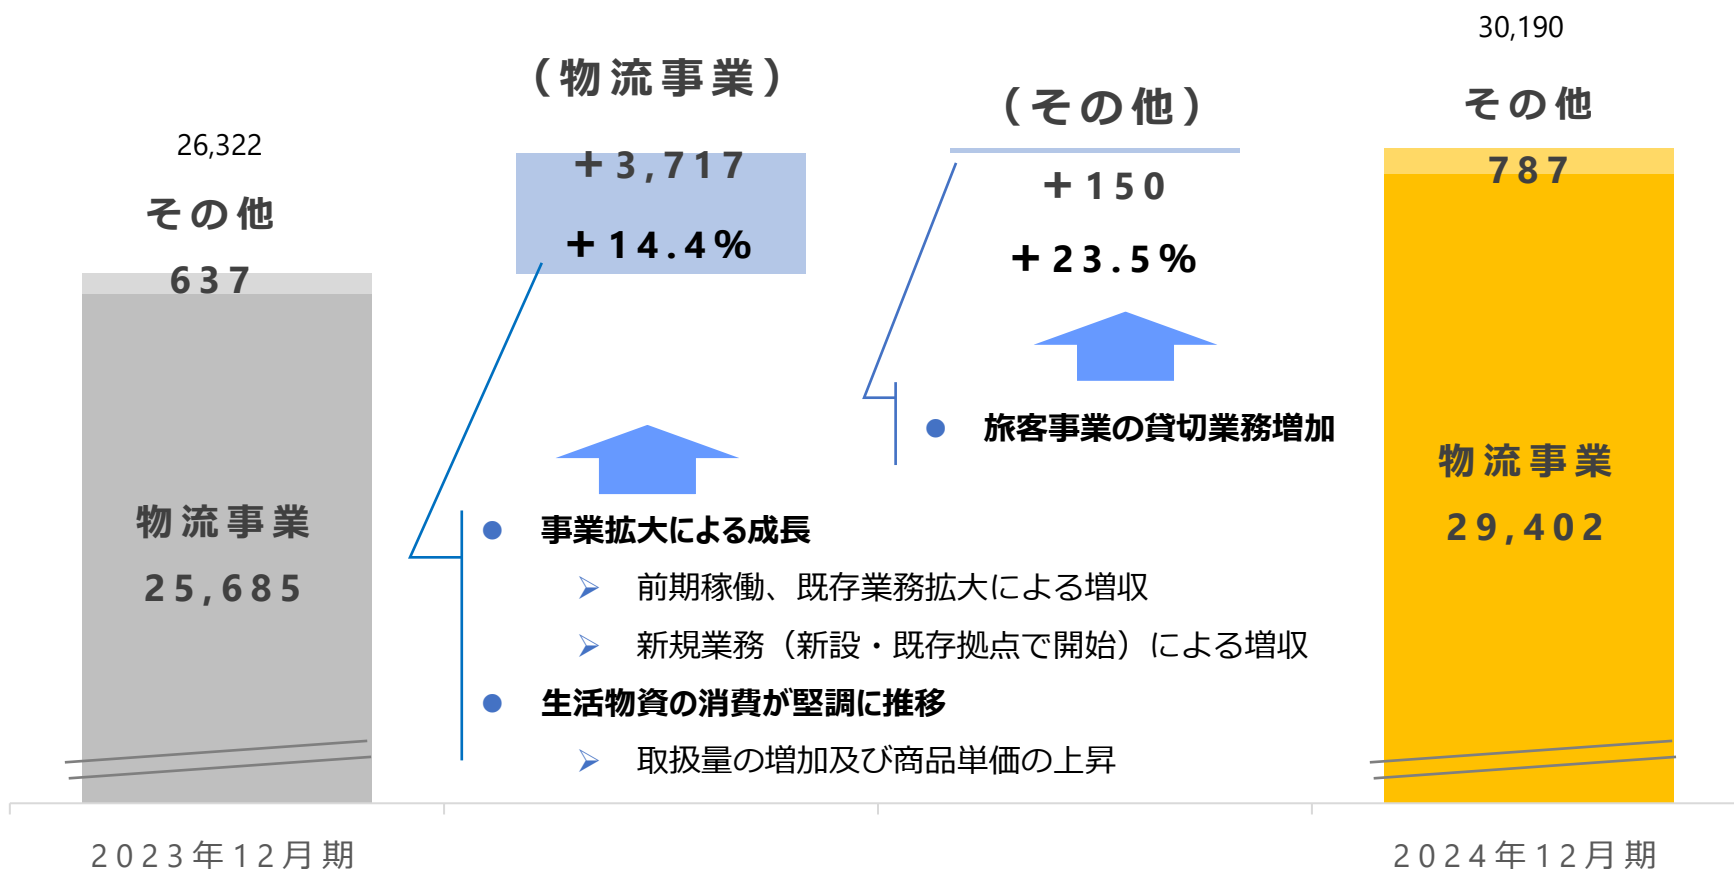 26,322
その他
637
物流事業
25,685
2023年12月期
（物流事業）
＋3,717
＋14.4%
● 事業拡大による成長
➢ 前期稼働、既存業務拡大による増収
➢ 新規業務（新設・既存拠点で開始）による増収
● 生活物資の消費が堅調に推移
➢ 取扱量の増加及び商品単価の上昇
（その他）
＋150
＋23.5%
● 旅客事業の貸切業務増加
30,190
その他
787
物流事業
29,402
2024年12月期